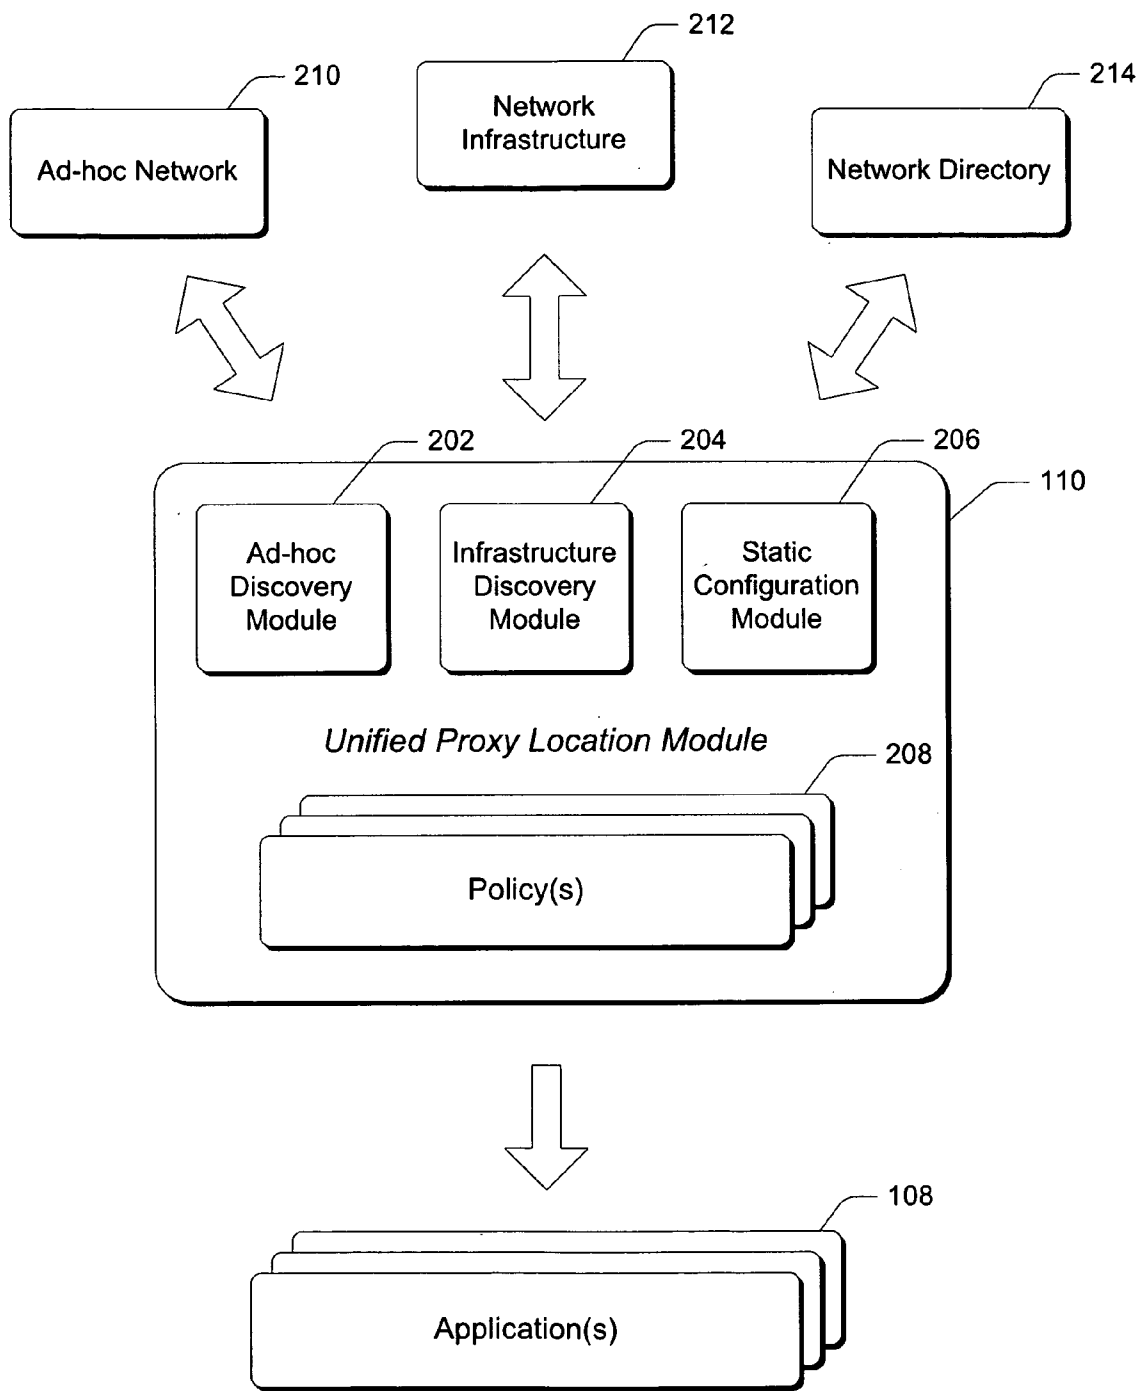 212
210
214
Network
Infrastructure
Ad-hoc Network
Network Directory
202
204
206
110
Ad-hoc
Discovery
Module
Infrastructure
Discovery
Module
Static
Configuration
Module
Unified Proxy Location Module
208
Policy(s)
108
Application(s)